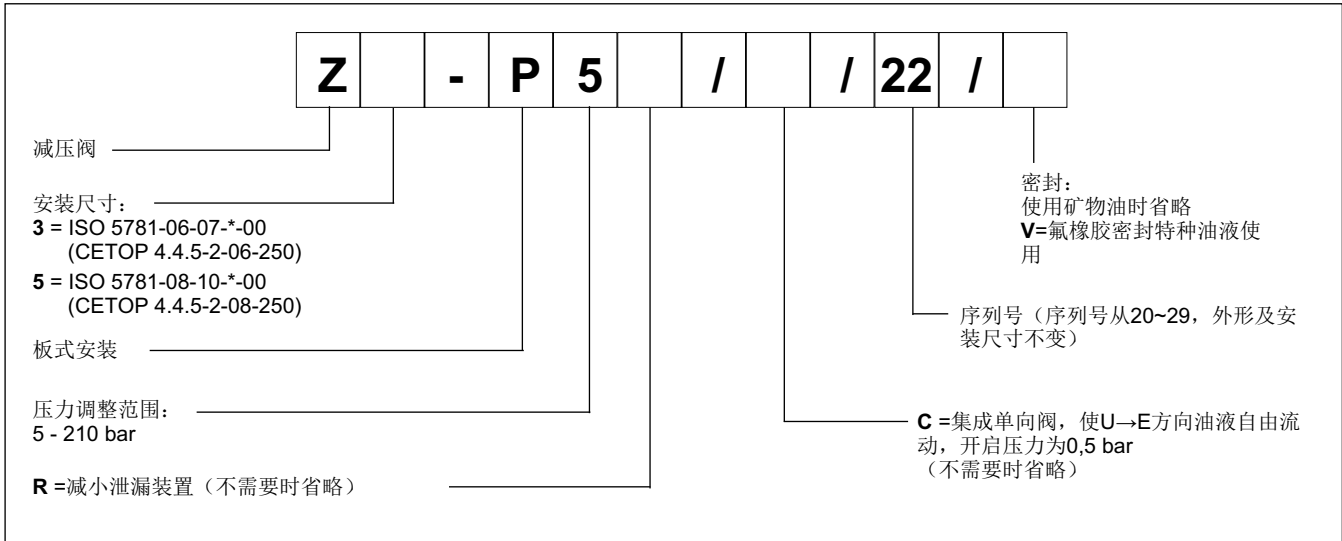 Z - P 5 / / 22 /
减压阀
安装尺寸：
3 = ISO 5781-06-07-*-00
(CETOP 4.4.5-2-06-250)
5 = ISO 5781-08-10-*-00
(CETOP 4.4.5-2-08-250)
板式安装
压力调整范围：
5 - 210 bar
R =减小泄漏装置（不需要时省略）
密封：
使用矿物油时省略
V=氟橡胶密封特种油液使
用
序列号（序列号从20~29，外形及安
装尺寸不变）
C =集成单向阀，使U→E方向油液自由流
动，开启压力为0,5 bar
（不需要时省略）